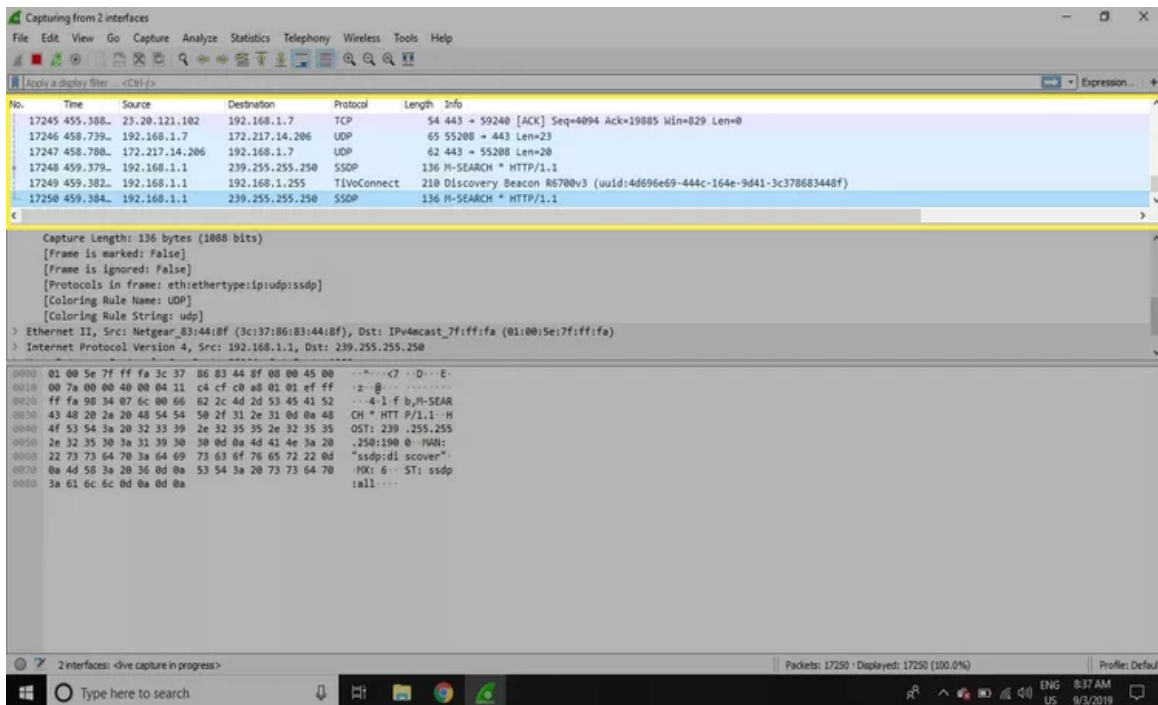 Capturing from 2 interfaces
File Edit View Go Capture Analyze Statistics Telephony Wireless Tools Help
Apply a display filter ... <Ctrl-/> Expression... +
No. Time Source Destination Protocol Length Info
17245 455.388… 23.20.121.102 192.168.1.7 TCP 54 443 → 59240 [ACK] Seq=4094 Ack=19885 Win=829 Len=0
17246 458.739… 192.168.1.7 172.217.14.206 UDP 65 55208 → 443 Len=23
17247 458.780… 172.217.14.206 192.168.1.7 UDP 62 443 → 55208 Len=20
17248 459.379… 192.168.1.1 239.255.255.250 SSDP 136 M-SEARCH * HTTP/1.1
17249 459.382… 192.168.1.1 192.168.1.255 TiVoConnect 210 Discovery Beacon R6700v3 (uuid:4d696e69-444c-164e-9d41-3c378683448f)
17250 459.384… 192.168.1.1 239.255.255.250 SSDP 136 M-SEARCH * HTTP/1.1
Capture Length: 136 bytes (1088 bits)
[Frame is marked: False]
[Frame is ignored: False]
[Protocols in frame: eth:ethertype:ip:udp:ssdp]
[Coloring Rule Name: UDP]
[Coloring Rule String: udp]
> Ethernet II, Src: Netgear_83:44:8f (3c:37:86:83:44:8f), Dst: IPv4mcast_7f:ff:fa (01:00:5e:7f:ff:fa)
> Internet Protocol Version 4, Src: 192.168.1.1, Dst: 239.255.255.250
0000 01 00 5e 7f ff fa 3c 37 86 83 44 8f 08 00 45 00 ··^···<7 ··D···E·
0010 00 7a 00 00 40 00 04 11 c4 cf c0 a8 01 01 ef ff ·z··@··· ········
0020 ff fa 98 34 07 6c 00 66 62 2c 4d 2d 53 45 41 52 ···4·l·f b,M-SEAR
0030 43 48 20 2a 20 48 54 54 50 2f 31 2e 31 0d 0a 48 CH * HTT P/1.1··H
0040 4f 53 54 3a 20 32 33 39 2e 32 35 35 2e 32 35 35 OST: 239 .255.255
0050 2e 32 35 30 3a 31 39 30 30 0d 0a 4d 41 4e 3a 20 .250:190 0··MAN:
0060 22 73 73 64 70 3a 64 69 73 63 6f 76 65 72 22 0d "ssdp:di scover"·
0070 0a 4d 58 3a 20 36 0d 0a 53 54 3a 20 73 73 64 70 ·MX: 6·· ST: ssdp
0080 3a 61 6c 6c 0d 0a 0d 0a :all····
2 interfaces: <live capture in progress> Packets: 17250 · Displayed: 17250 (100.0%) Profile: Defaul
Type here to search ENG 8:37 AM
US 9/3/2019